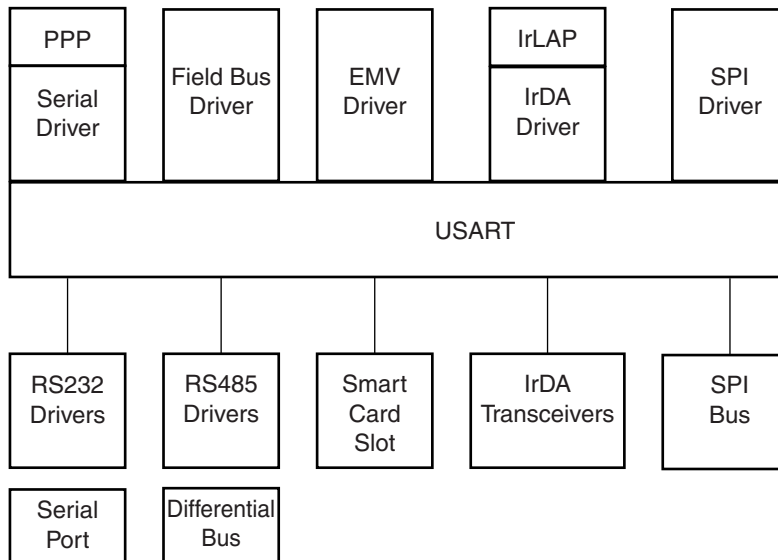 PPP
Serial
Driver
Field Bus
Driver
EMV
Driver
IrLAP
IrDA
Driver
SPI
Driver
USART
RS232
Drivers
RS485
Drivers
Smart
Card
Slot
IrDA
Transceivers
SPI
Bus
Serial
Port
Differential
Bus